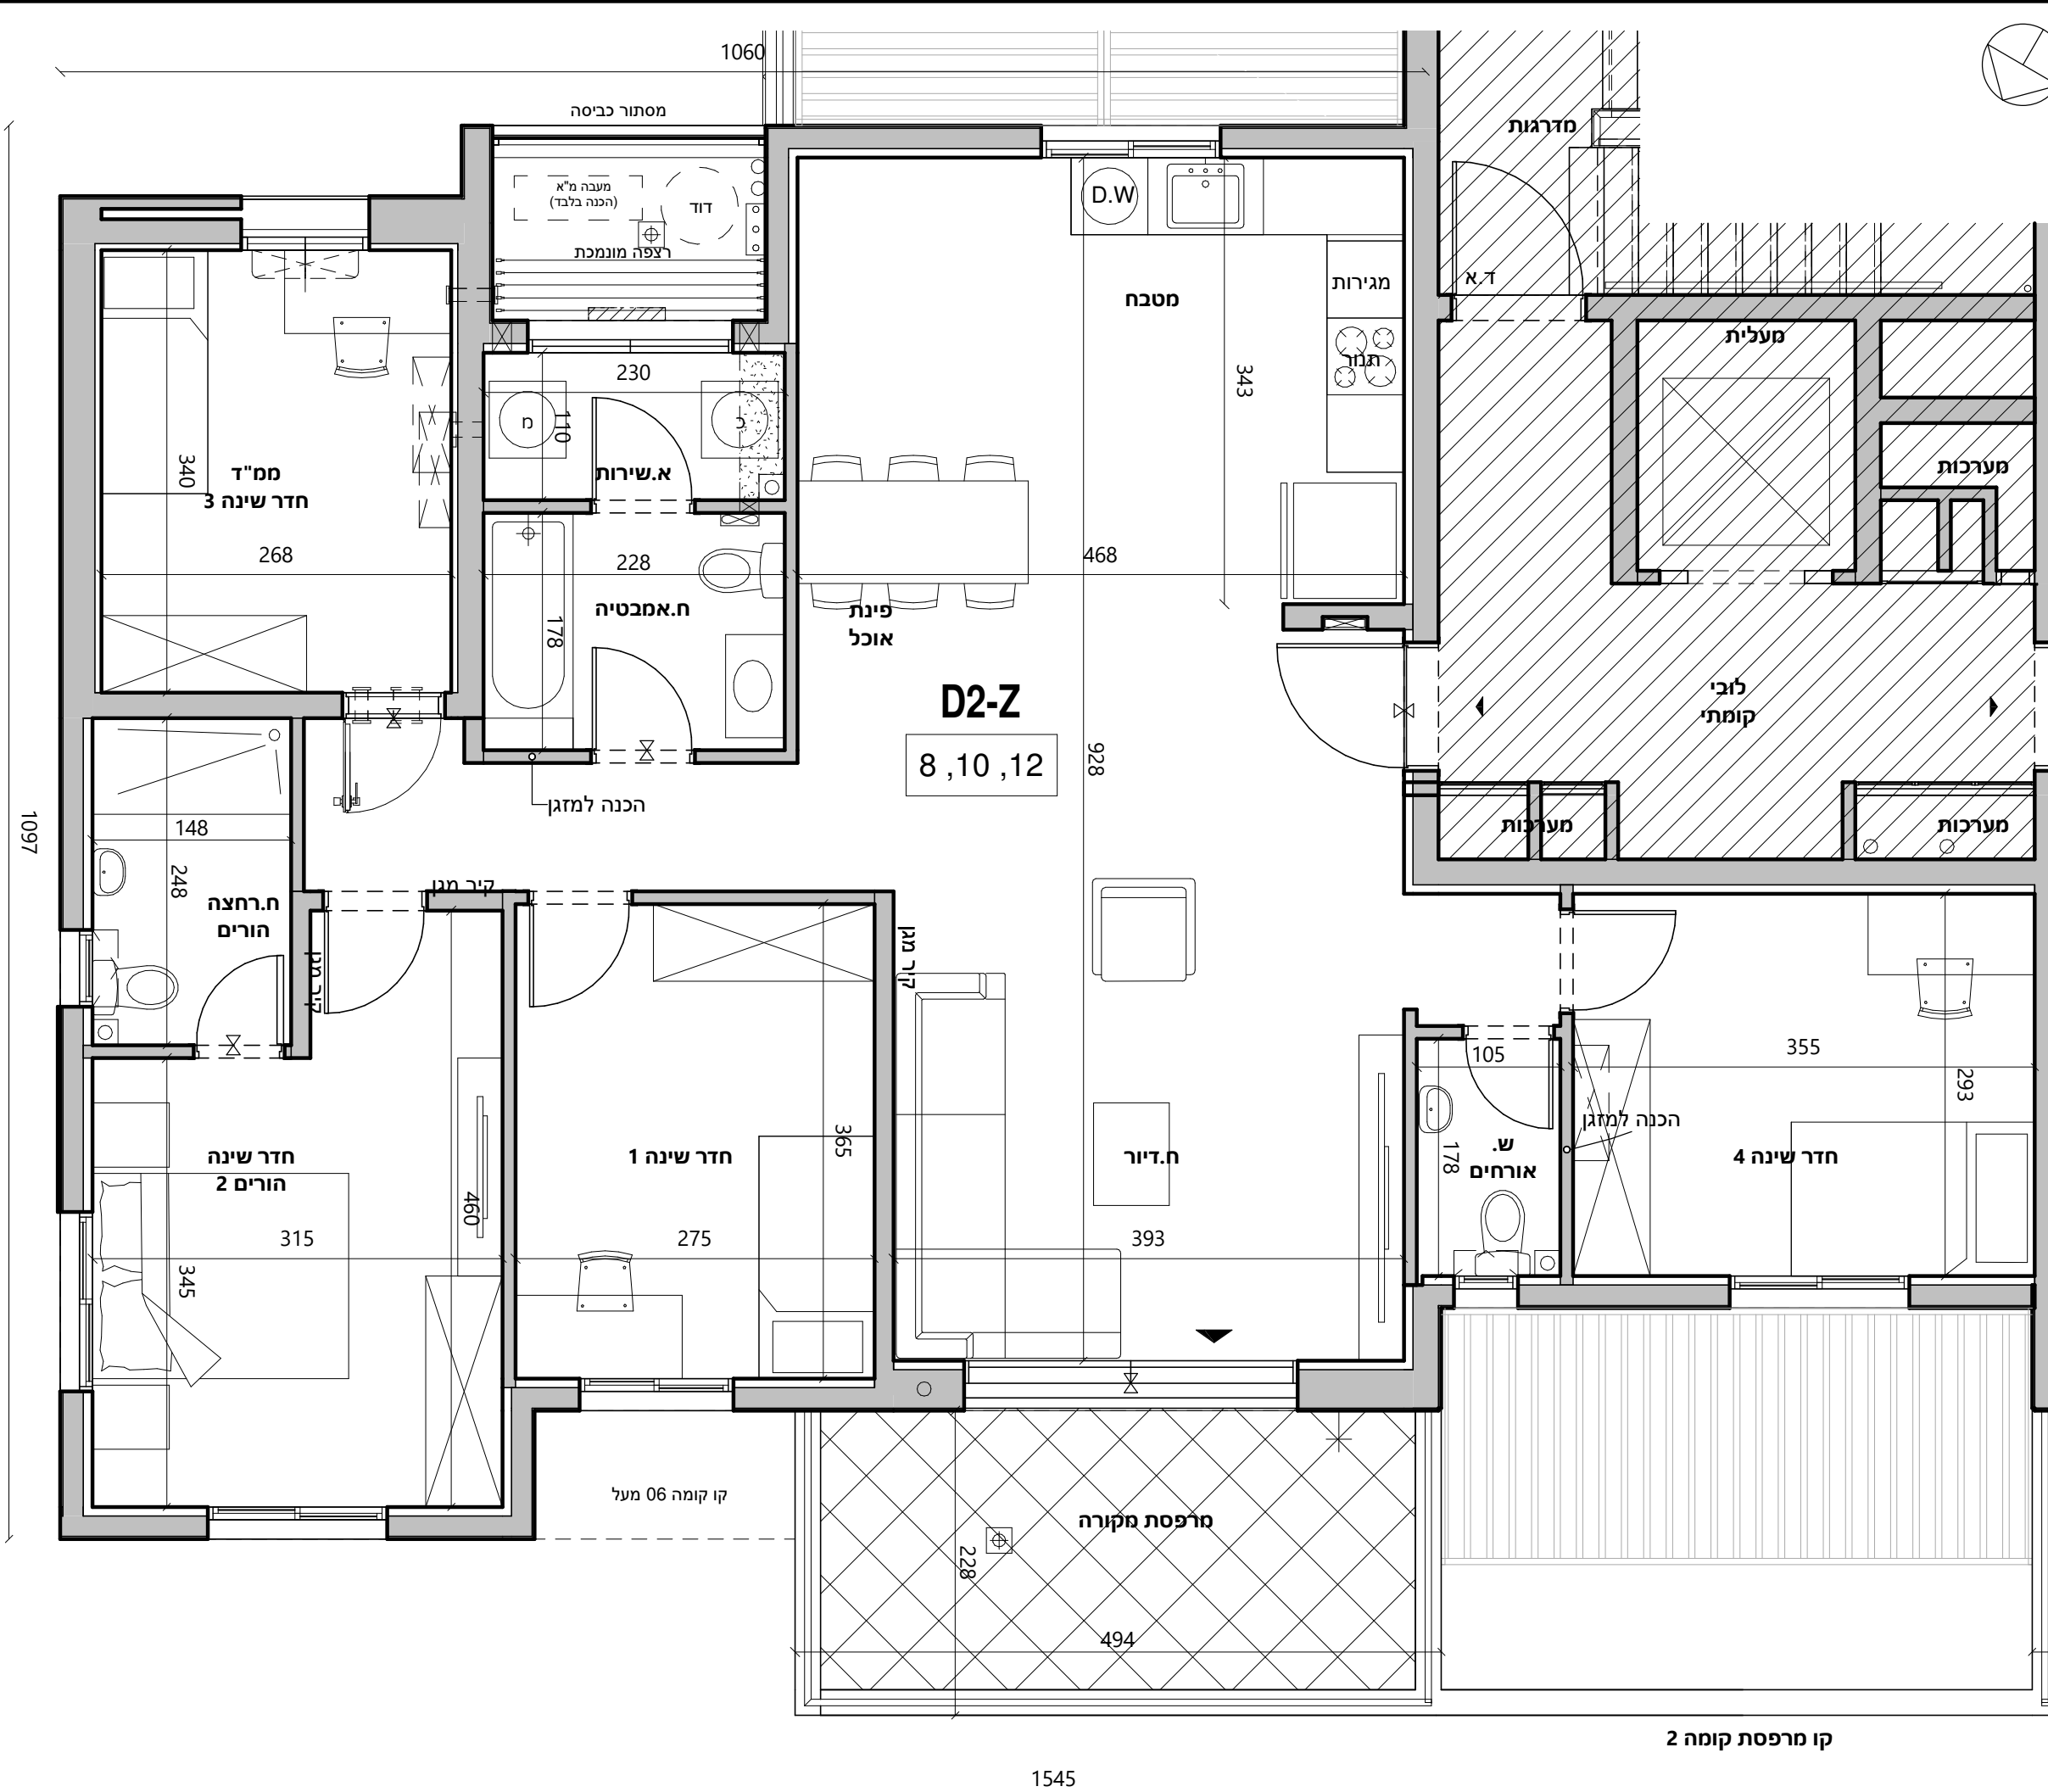 1060
מסתור כביסה
מדרגות
מעבה מ"א
(הכנה בלבד)
דוד
רצפה מונמכת
D.W
מגירות
ד.א
מטבח
מעלית
תנור
230
343
מ
כ
110
א.שירות
מערכות
ממ"ד
חדר שינה 3
340
268
228
468
ח.אמבטיה
178
פינת
אוכל
D2-Z
8 ,10 ,12
928
לובי
קומתי
הכנה למזגן
1097
148
248
מערכות
מערכות
קיר מגן
ח.רחצה
הורים
קיר מגן
קיר מגן
105
355
293
הכנה למזגן
365
178
ש.
אורחים
חדר שינה
הורים 2
חדר שינה 1
ח.דיור
חדר שינה 4
460
315
275
393
345
קו קומה 06 מעל
מרפסת מקורה
228
494
קו מרפסת קומה 2
1545